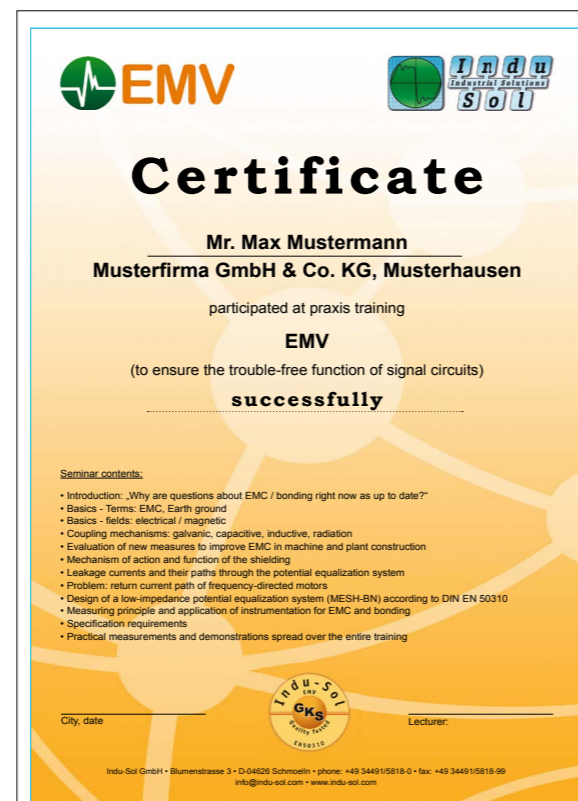 EMV
Indu
Industrial Solutions
Sol
Certificate
Mr. Max Mustermann
Musterfirma GmbH & Co. KG, Musterhausen
participated at praxis training
EMV
(to ensure the trouble-free function of signal circuits)
successfully
Seminar contents:
• Introduction: „Why are questions about EMC / bonding right now as up to date?“
• Basics - Terms: EMC, Earth ground
• Basics - fields: electrical / magnetic
• Coupling mechanisms: galvanic, capacitive, inductive, radiation
• Evaluation of new measures to improve EMC in machine and plant construction
• Mechanism of action and function of the shielding
• Leakage currents and their paths through the potential equalization system
• Problem: return current path of frequency-directed motors
• Design of a low-impedance potential equalization system (MESH-BN) according to DIN EN 50310
• Measuring principle and application of instrumentation for EMC and bonding
• Specification requirements
• Practical measurements and demonstrations spread over the entire training
Indu-Sol
EMV
GKS
Quality Tested
EN50310
City, date
Lecturer:
Indu-Sol GmbH • Blumenstrasse 3 • D-04626 Schmoelln • phone: +49 34491/5818-0 • fax: +49 34491/5818-99
info@indu-sol.com • www.indu-sol.com